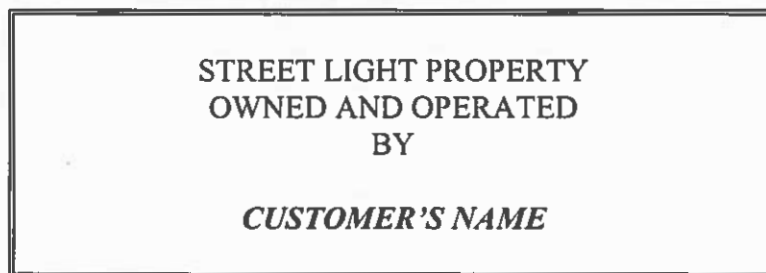 STREET LIGHT PROPERTY
OWNED AND OPERATED
BY
CUSTOMER'S NAME